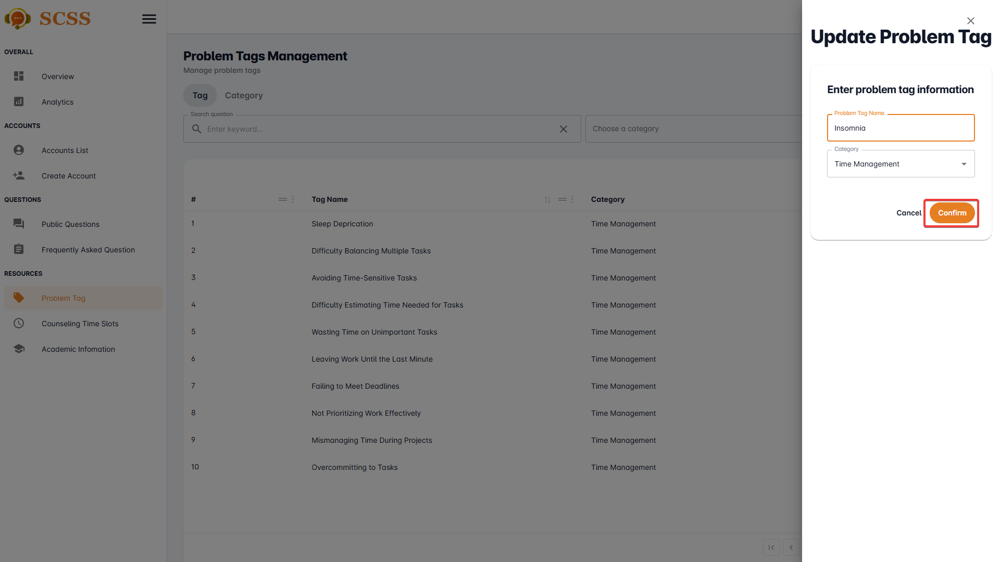 SCSS
OVERALL
Overview
Analytics
ACCOUNTS
Accounts List
Create Account
QUESTIONS
Public Questions
Frequently Asked Question
RESOURCES
Problem Tag
Counseling Time Slots
Academic Infomation
Problem Tags Management
Manage problem tags
Tag Category
Search question
Enter keyword...
Choose a category
# Tag Name Category
1 Sleep Deprication Time Management
2 Difficulty Balancing Multiple Tasks Time Management
3 Avoiding Time-Sensitive Tasks Time Management
4 Difficulty Estimating Time Needed for Tasks Time Management
5 Wasting Time on Unimportant Tasks Time Management
6 Leaving Work Until the Last Minute Time Management
7 Failing to Meet Deadlines Time Management
8 Not Prioritizing Work Effectively Time Management
9 Mismanaging Time During Projects Time Management
10 Overcommitting to Tasks Time Management
Update Problem Tag
Enter problem tag information
Problem Tag Name
Insomnia
Category
Time Management
Cancel Confirm